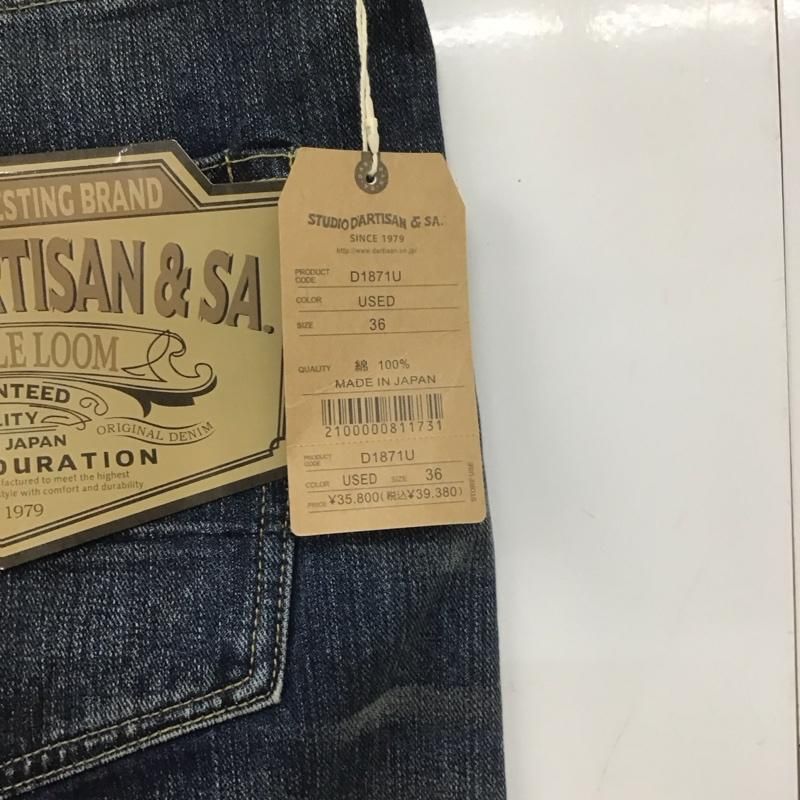 ESTING BRAND
RTISAN & SA.
LE LOOM
NTEED
LITY
ORIGINAL DENIM
JAPAN
DURATION
factured to meet the highest
style with comfort and durability
1979
STUDIO D'ARTISAN & SA.
SINCE 1979
http://www.dartisan.co.jp/
PRODUCT CODE D1871U
COLOR USED
SIZE 36
QUALITY 綿 100%
MADE IN JAPAN
2100000811731
PRODUCT CODE D1871U
COLOR USED SIZE 36
PRICE ¥35.800(税込¥39.380)
STORE USE